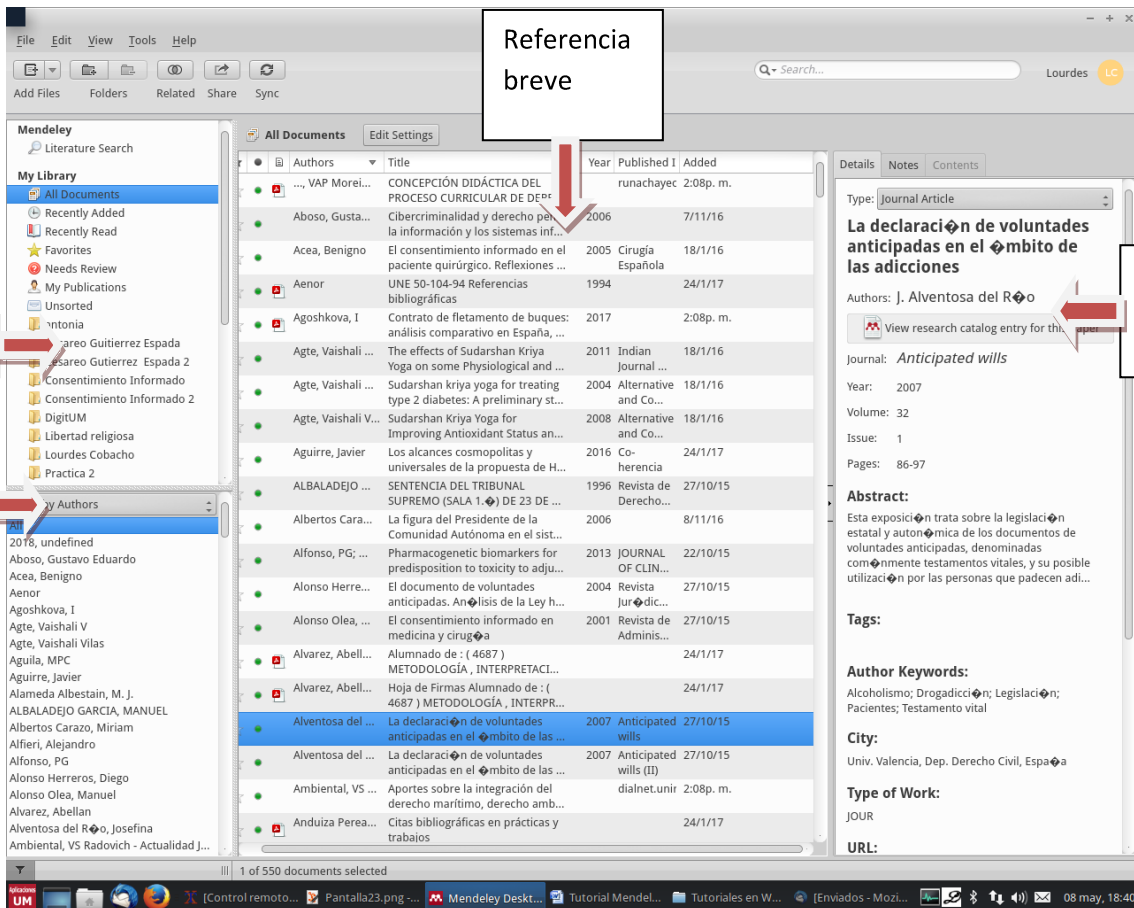 File Edit View Tools Help
Referencia
breve
Search...
Lourdes LC
Add Files Folders Related Share Sync
Mendeley
Literature Search
My Library
All Documents
Recently Added
Recently Read
Favorites
Needs Review
My Publications
Unsorted
antonia
Guitierrez Espada
Gutierrez Espada 2
Consentimiento Informado
Consentimiento Informado 2
DigitUM
Libertad religiosa
Lourdes Cobacho
Practica 2
by Authors
All
2018, undefined
Aboso, Gustavo Eduardo
Acea, Benigno
Aenor
Agoshkova, I
Agte, Vaishali V
Agte, Vaishali Vilas
Aguila, MPC
Aguirre, Javier
Alameda Albestain, M. J.
ALBALADEJO GARCIA, MANUEL
Albertos Carazo, Miriam
Alfieri, Alejandro
Alfonso, PG
Alonso Herreros, Diego
Alonso Olea, Manuel
Alvarez, Abellan
Alventosa del R�o, Josefina
Ambiental, VS Radovich - Actualidad J...
All Documents Edit Settings
Authors Title Year Published I Added
..., VAP Morei... CONCEPCIÓN DIDÁCTICA DEL runachayec 2:08p. m.
PROCESO CURRICULAR DE
Aboso, Gusta... Cibercriminalidad y derecho 2006 7/11/16
la información y los sistemas inf...
Acea, Benigno El consentimiento informado en el 2005 Cirugía 18/1/16
paciente quirúrgico. Reflexiones ... Española
Aenor UNE 50-104-94 Referencias 1994 24/1/17
bibliográficas
Agoshkova, I Contrato de fletamento de buques: 2017 2:08p. m.
análisis comparativo en España, ...
Agte, Vaishali ... The effects of Sudarshan Kriya 2011 Indian 18/1/16
Yoga on some Physiological and ... Journal ...
Agte, Vaishali ... Sudarshan kriya yoga for treating 2004 Alternative 18/1/16
type 2 diabetes: A preliminary st... and Co...
Agte, Vaishali V... Sudarshan Kriya Yoga for 2008 Alternative 18/1/16
Improving Antioxidant Status an... and Co...
Aguirre, Javier Los alcances cosmopolitas y 2016 Co- 24/1/17
universales de la propuesta de H... herencia
ALBALADEJO ... SENTENCIA DEL TRIBUNAL 1996 Revista de 27/10/15
SUPREMO (SALA 1.�) DE 23 DE ... Derecho...
Albertos Cara... La figura del Presidente de la 2006 8/11/16
Comunidad Autónoma en el sist...
Alfonso, PG; ... Pharmacogenetic biomarkers for 2013 JOURNAL 22/10/15
predisposition to toxicity to adju... OF CLIN...
Alonso Herre... El documento de voluntades 2004 Revista 27/10/15
anticipadas. An�lisis de la Ley h... Jur�dic...
Alonso Olea, ... El consentimiento informado en 2001 Revista de 27/10/15
medicina y cirug�a Adminis...
Alvarez, Abell... Alumnado de : ( 4687 ) 24/1/17
METODOLOGÍA , INTERPRETACI...
Alvarez, Abell... Hoja de Firmas Alumnado de : ( 24/1/17
4687 ) METODOLOGÍA , INTERPR...
Alventosa del ... La declaraci�n de voluntades 2007 Anticipated 27/10/15
anticipadas en el �mbito de las ... wills
Alventosa del ... La declaraci�n de voluntades 2007 Anticipated 27/10/15
anticipadas en el �mbito de las ... wills (II)
Ambiental, VS ... Aportes sobre la integración del dialnet.unir 2:08p. m.
derecho marítimo, derecho amb...
Anduiza Perea... Citas bibliográficas en prácticas y 24/1/17
trabajos
Details Notes Contents
Type: Journal Article
La declaraci�n de voluntades
anticipadas en el �mbito de
las adicciones
Authors: J. Alventosa del R�o
View research catalog entry for this paper
Journal: Anticipated wills
Year: 2007
Volume: 32
Issue: 1
Pages: 86-97
Abstract:
Esta exposici�n trata sobre la legislaci�n
estatal y auton�mica de los documentos de
voluntades anticipadas, denominadas
com�nmente testamentos vitales, y su posible
utilizaci�n por las personas que padecen adi...
Tags:
Author Keywords:
Alcoholismo; Drogadicci�n; Legislaci�n;
Pacientes; Testamento vital
City:
Univ. Valencia, Dep. Derecho Civil, Espa�a
Type of Work:
JOUR
URL:
1 of 550 documents selected
Aplicaciones
UM
[Control remoto... Pantalla23.png -... Mendeley Deskt... Tutorial Mendel... Tutoriales en W... [Enviados - Mozi... 08 may, 18:40